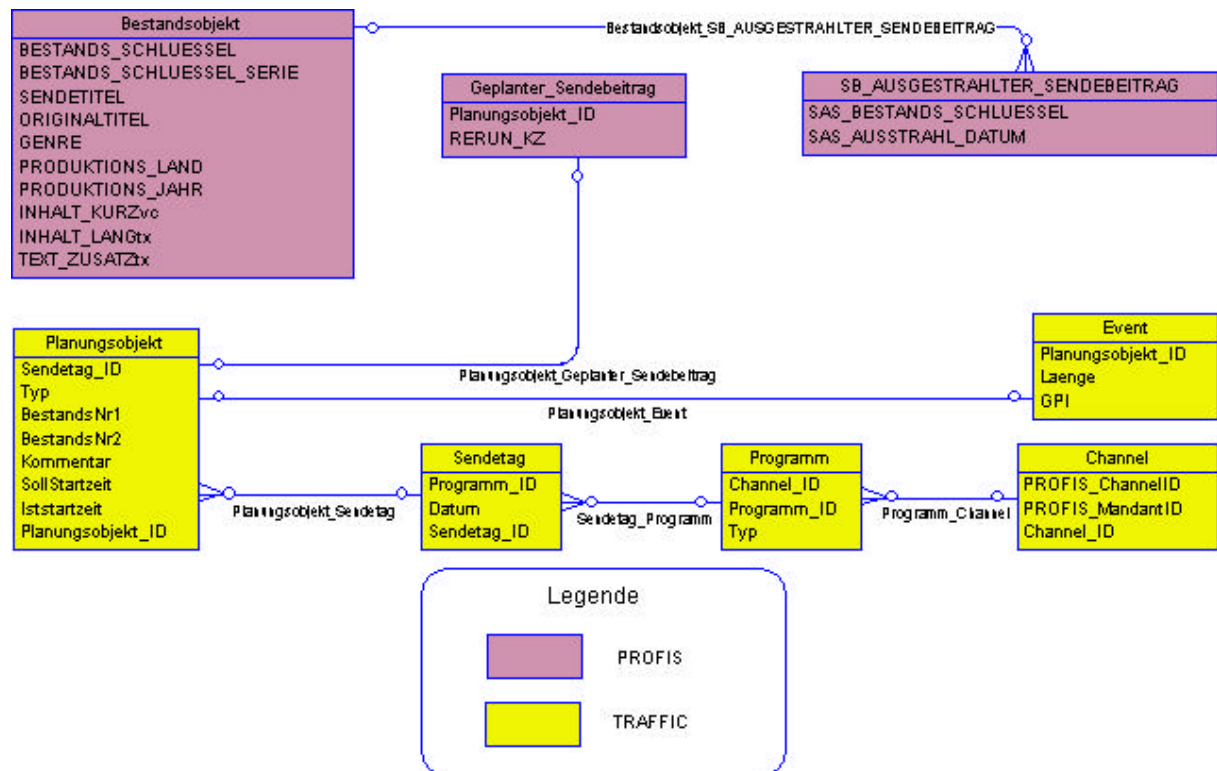 Bestandsobjekt
BESTANDS_SCHLUESSEL
BESTANDS_SCHLUESSEL_SERIE
SENDETITEL
ORIGINALTITEL
GENRE
PRODUKTIONS_LAND
PRODUKTIONS_JAHR
INHALT_KURZvc
INHALT_LANGtx
TEXT_ZUSATZtx
Bestandsobjekt_SB_AUSGESTRAHLTER_SENDEBEITRAG
Geplanter_Sendebeitrag
Planungsobjekt_ID
RERUN_KZ
SB_AUSGESTRAHLTER_SENDEBEITRAG
SAS_BESTANDS_SCHLUESSEL
SAS_AUSSTRAHL_DATUM
Planungsobjekt
Sendetag_ID
Typ
BestandsNr1
BestandsNr2
Kommentar
SollStartzeit
Iststartzeit
Planungsobjekt_ID
Planungsobjekt_Geplanter_Sendebeitrag
Planungsobjekt_Event
Event
Planungsobjekt_ID
Laenge
GPI
Planungsobjekt_Sendetag
Sendetag
Programm_ID
Datum
Sendetag_ID
Sendetag_Programm
Programm
Channel_ID
Programm_ID
Typ
Programm_Channel
Channel
PROFIS_ChannelID
PROFIS_MandantID
Channel_ID
Legende
PROFIS
TRAFFIC